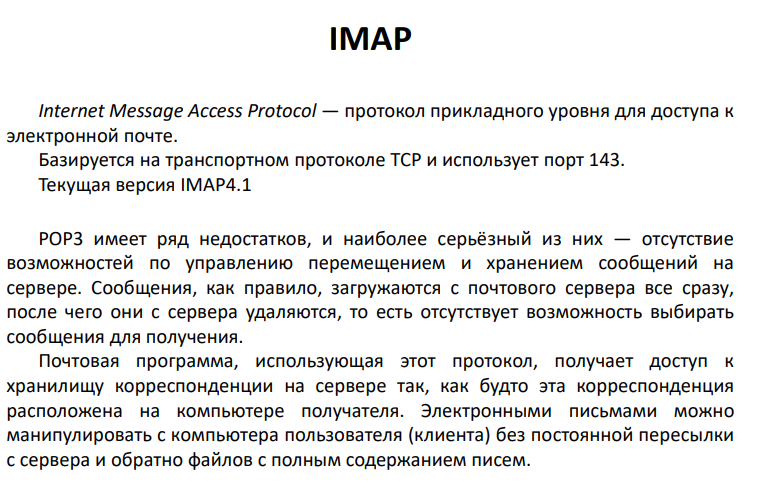 IMAP
Internet Message Access Protocol — протокол прикладного уровня для доступа к
электронной почте.
Базируется на транспортном протоколе TCP и использует порт 143.
Текущая версия IMAP4.1
POP3 имеет ряд недостатков, и наиболее серьёзный из них — отсутствие
возможностей по управлению перемещением и хранением сообщений на
сервере. Сообщения, как правило, загружаются с почтового сервера все сразу,
после чего они с сервера удаляются, то есть отсутствует возможность выбирать
сообщения для получения.
Почтовая программа, использующая этот протокол, получает доступ к
хранилищу корреспонденции на сервере так, как будто эта корреспонденция
расположена на компьютере получателя. Электронными письмами можно
манипулировать с компьютера пользователя (клиента) без постоянной пересылки
с сервера и обратно файлов с полным содержанием писем.